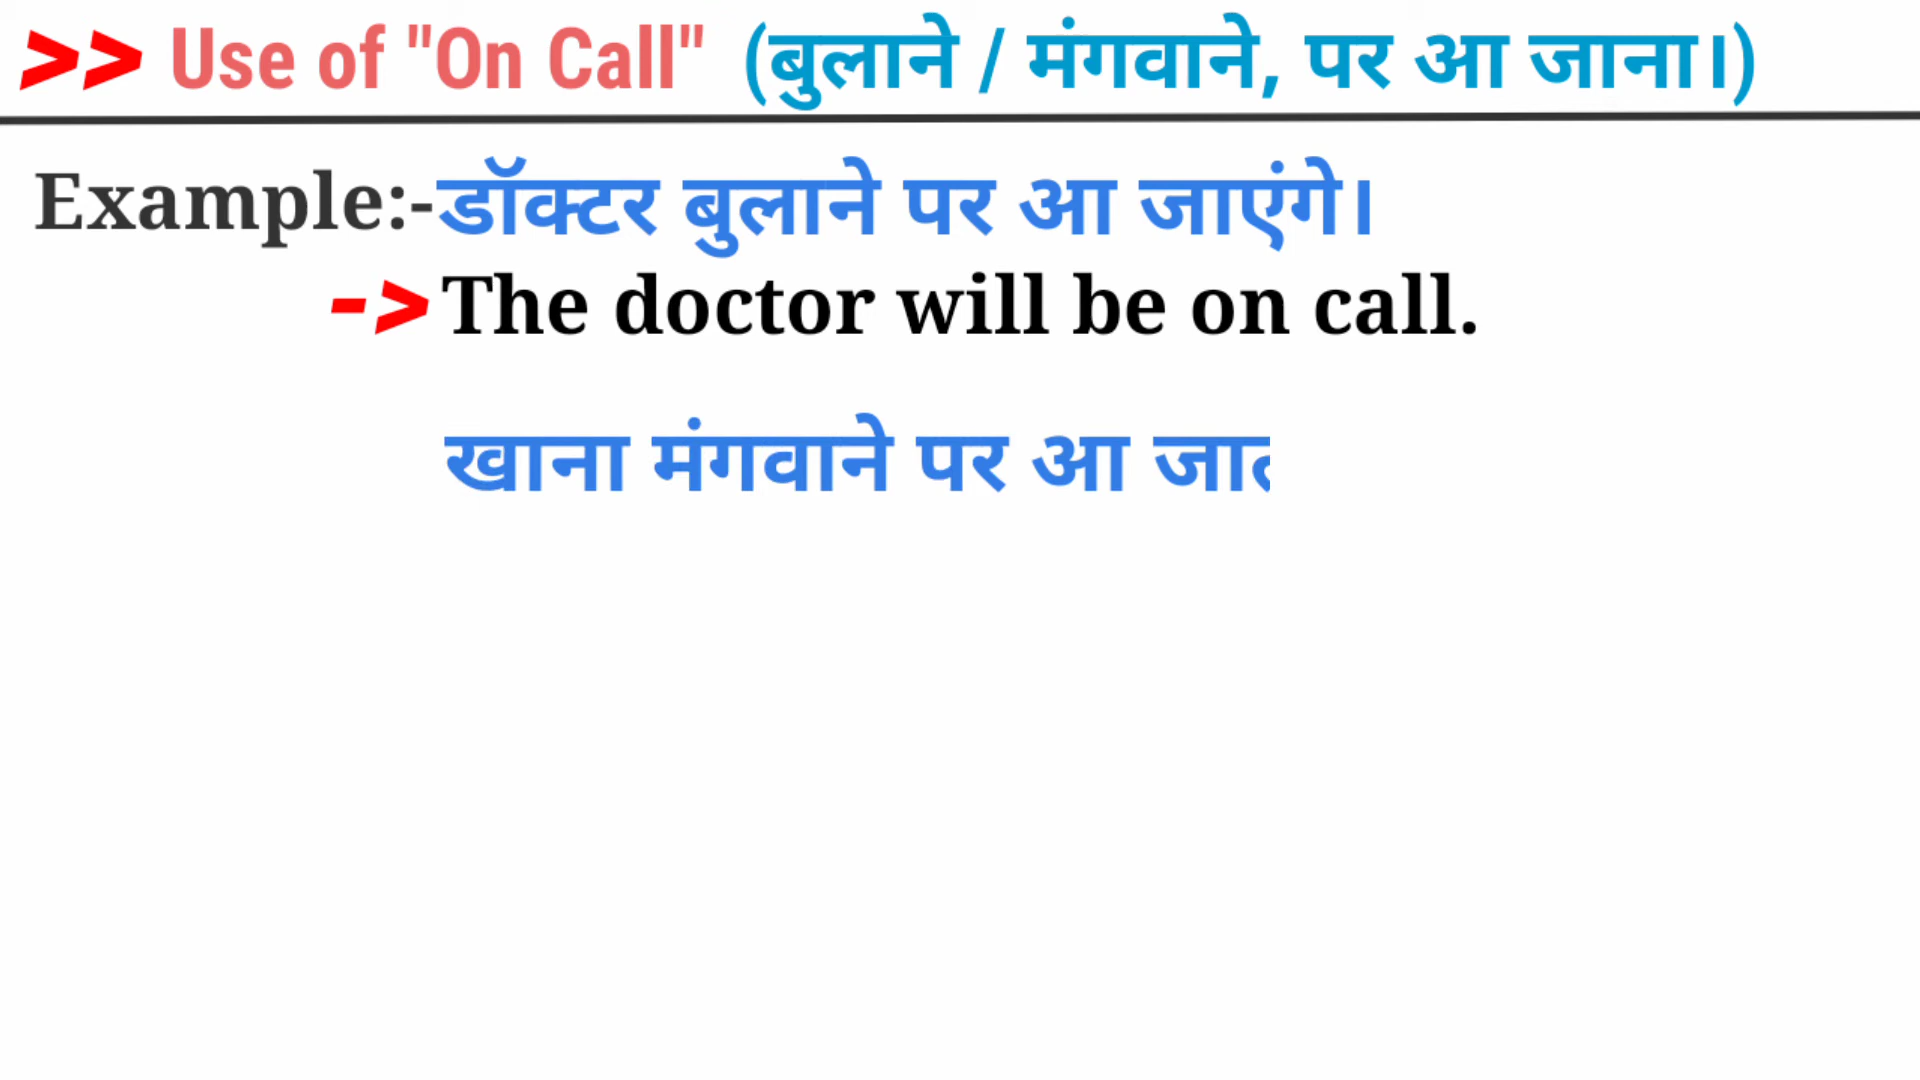 >> Use of "On Call" (बुलाने / मंगवाने, पर आ जाना।)
Example:-डॉक्टर बुलाने पर आ जाएंगे।
->The doctor will be on call.
खाना मंगवाने पर आ